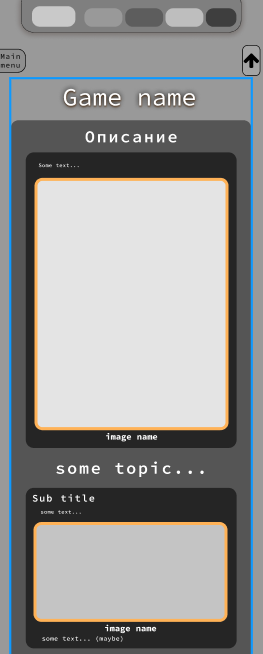 Main
menu
Game name
Описание
Some text...
image name
some topic...
Sub title
some text...
image name
some text... (maybe)